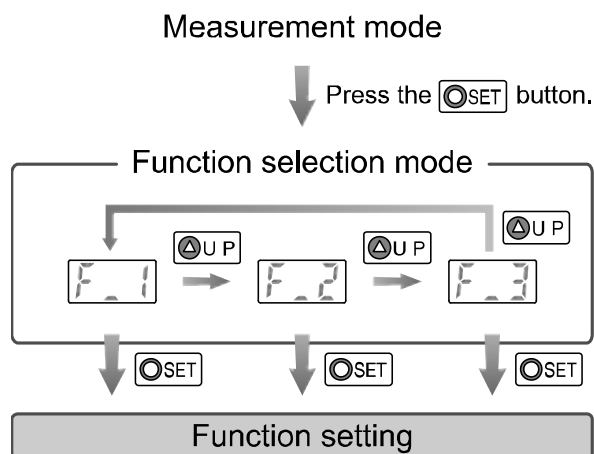 Measurement mode
Press the SET button.
Function selection mode
UP
UP UP
F_1 F_2 F_3
SET SET SET
Function setting